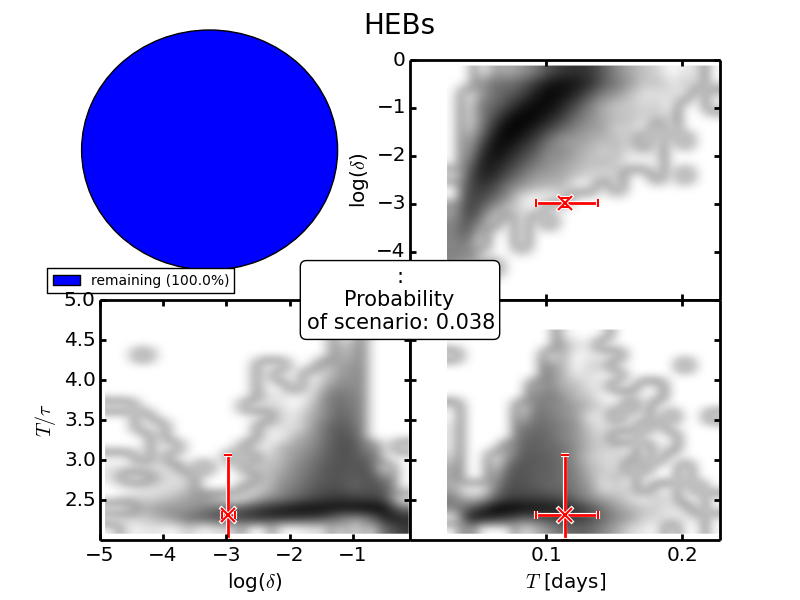 HEBs
0
−1
−2
−3
−4
log(δ)
remaining (100.0%)
:
Probability
of scenario: 0.038
5.0
4.5
4.0
3.5
3.0
2.5
T/τ
−5 −4 −3 −2 −1
0.1 0.2
log(δ)
T [days]